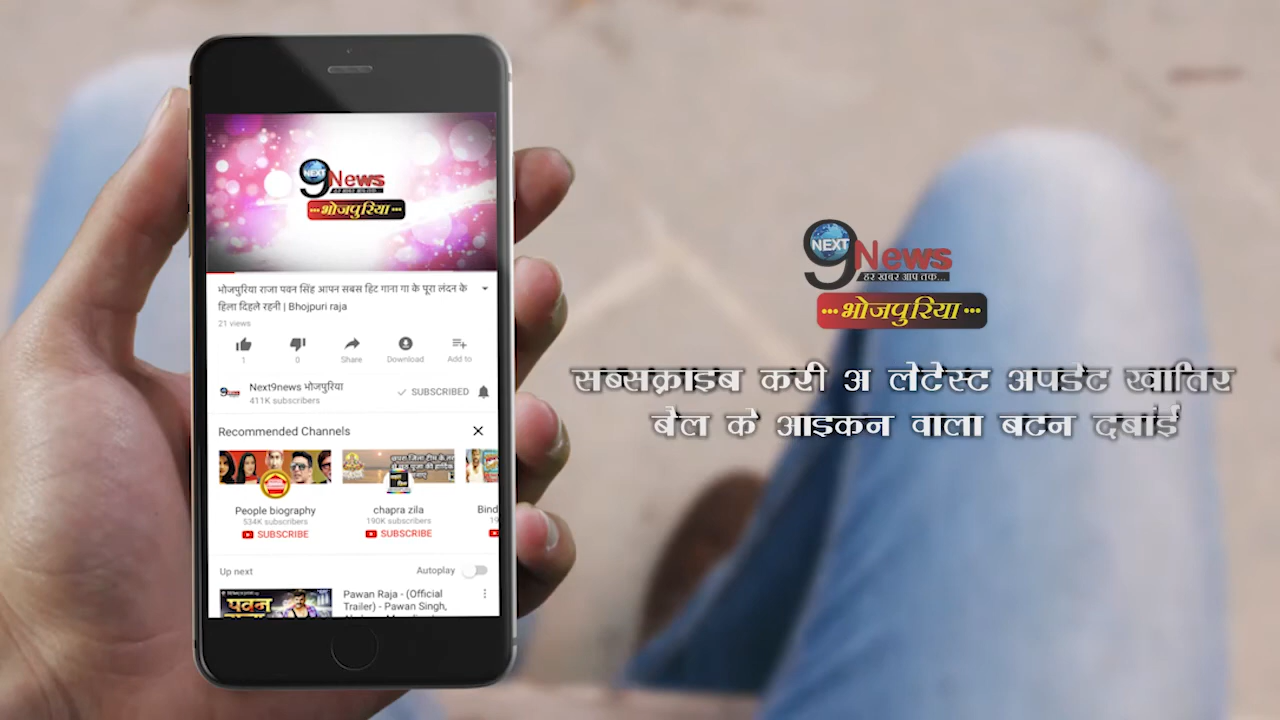 NEXT
9 News
हर खबर आप तक...
भोजपुरिया
भोजपुरिया राजा पवन सिंह आपन सबस हिट गाना गा के पूरा लंदन के
हिला दिहले रहनी | Bhojpuri raja
21 views
1
0
Share
Download
Add to
Next9news भोजपुरिया
411K subscribers
SUBSCRIBED
Recommended Channels
People biography
534K subscribers
SUBSCRIBE
chapra zila
190K subscribers
SUBSCRIBE
Bind
19
Up next
Autoplay
पवन
Pawan Raja - (Official
Trailer) - Pawan Singh,
NEXT
9 News
हर खबर आप तक...
भोजपुरिया
सब्सक्राइब करी अ लेटेस्ट अपडेट खातिर
बैल के आइकन वाला बटन दबांई